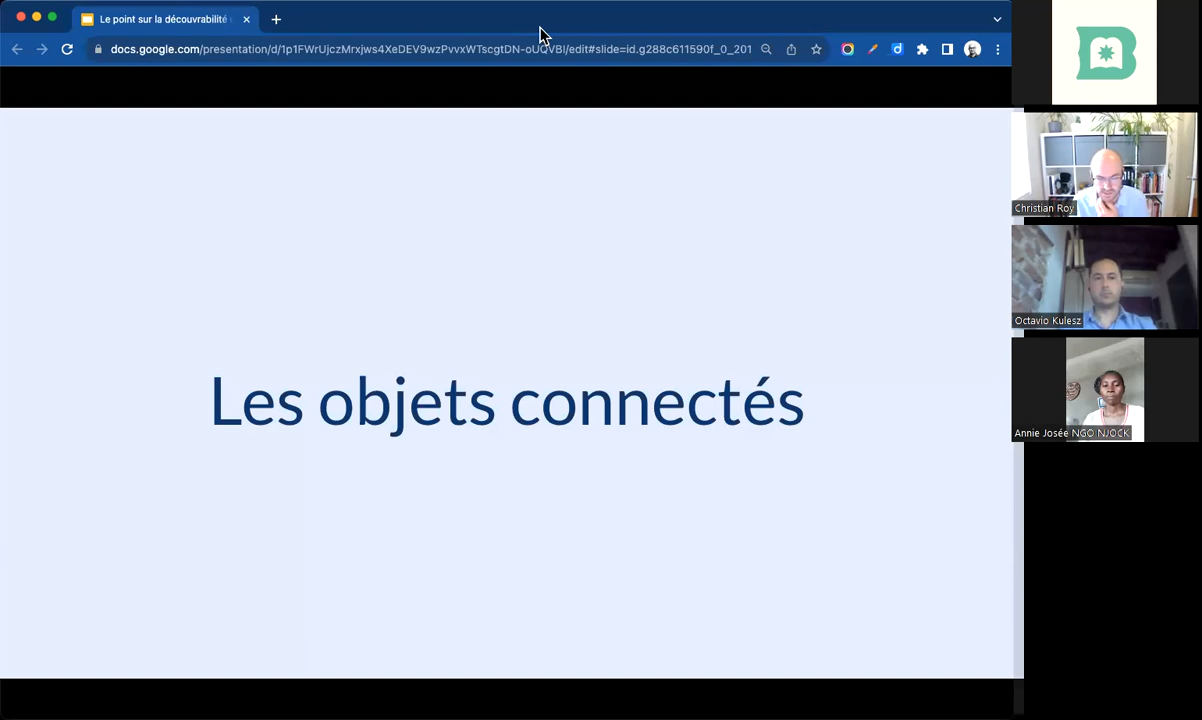 Le point sur la découvrabilité
docs.google.com/presentation/d/1p1FWrUjczMrxjws4XeDEV9wzPvvxWTscgtDN-oUQVBI/edit#slide=id.g288c611590f_0_201
Les objets connectés
Christian Roy
Octavio Kulesz
Annie Josée NGO NJOCK